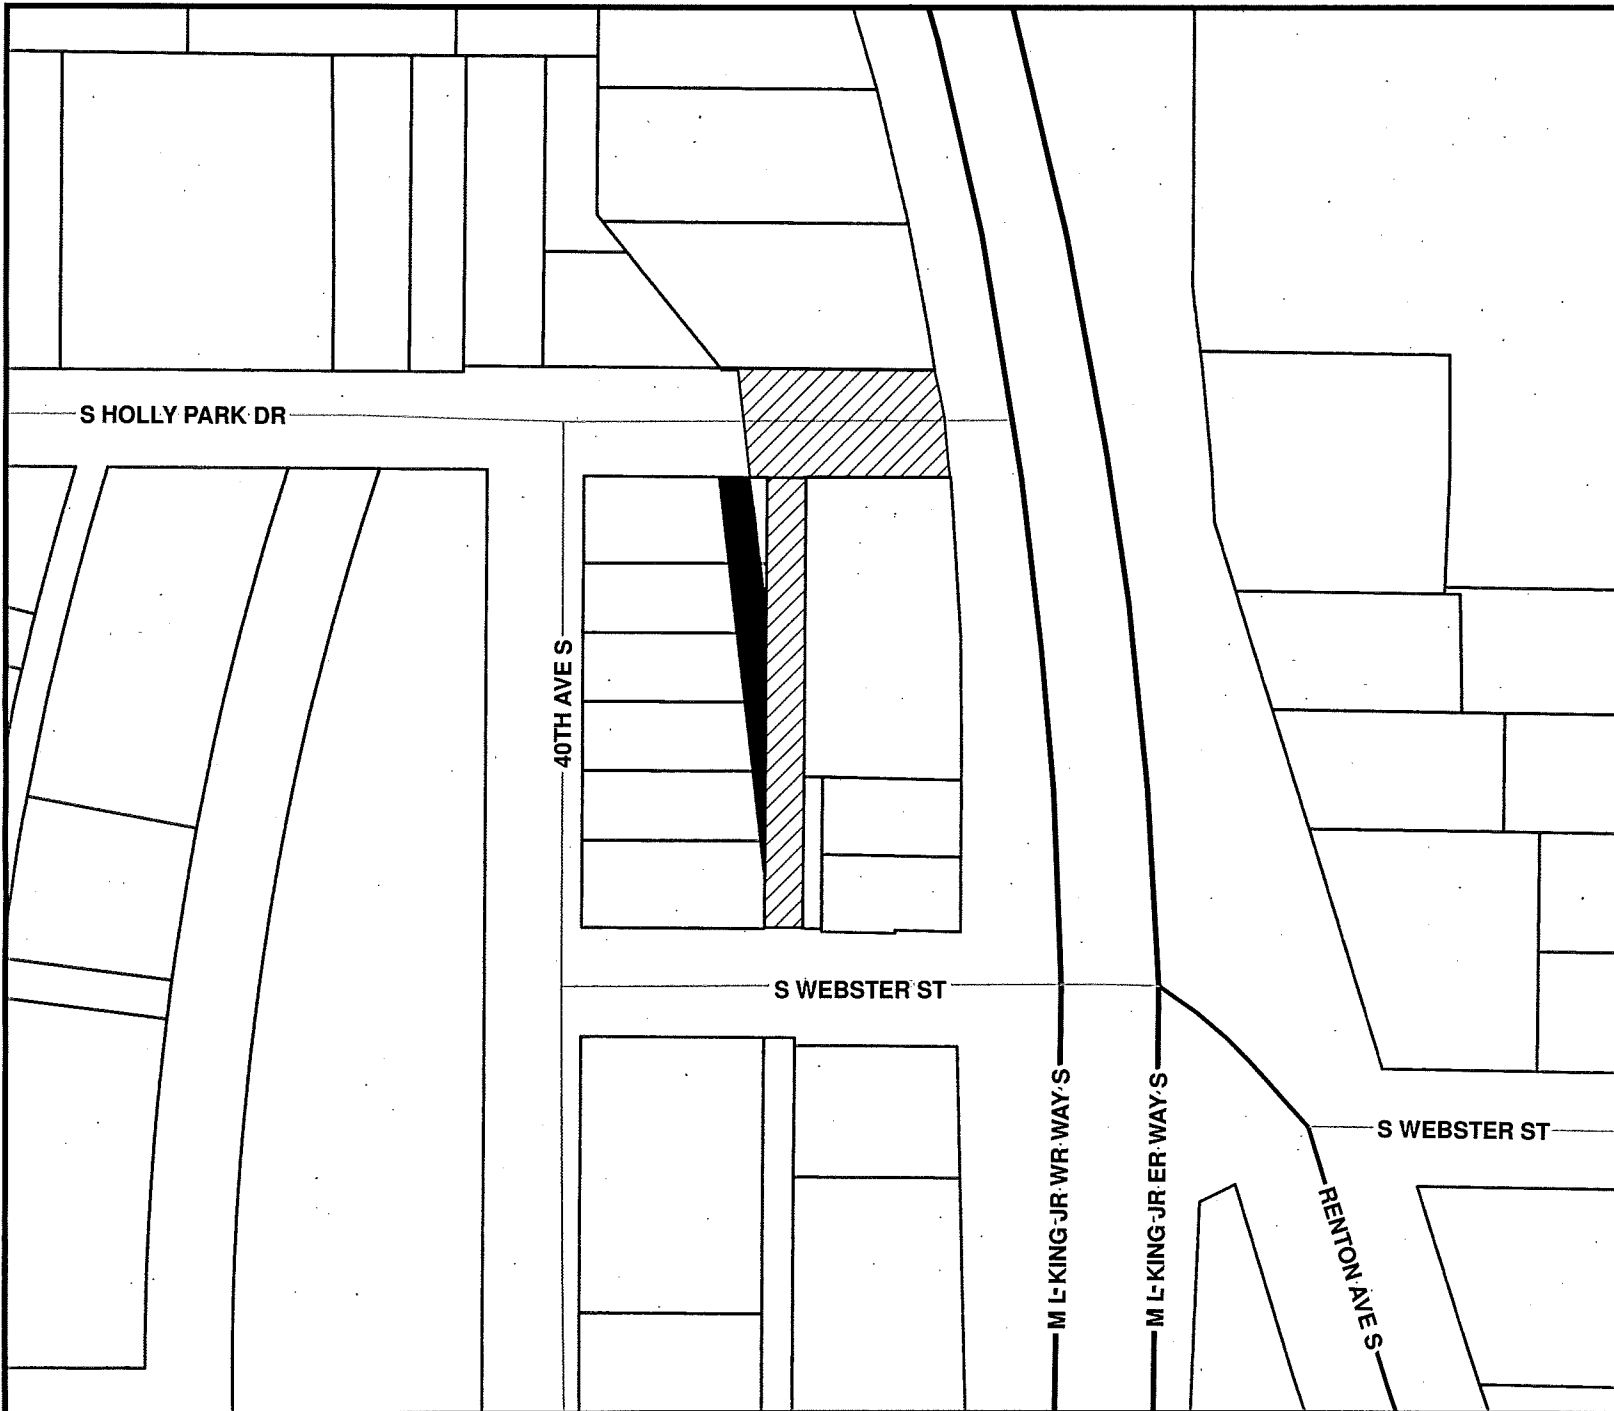 S HOLLY PARK DR
40TH AVE S
S WEBSTER ST
M L KING JR WR WAY S
M L KING JR ER WAY S
S WEBSTER ST
RENTON AVE S